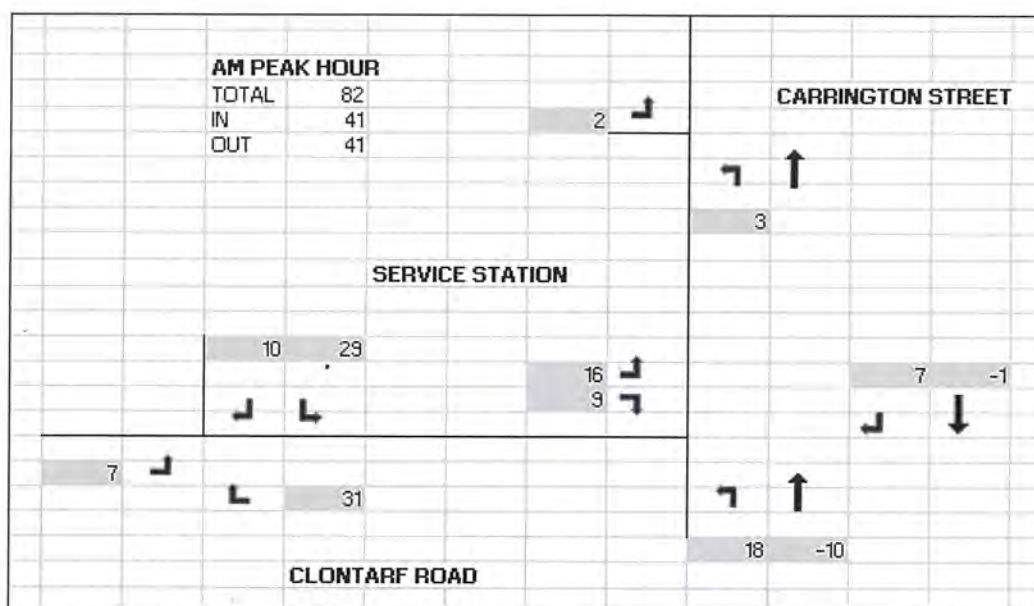 AM PEAK HOUR
TOTAL 82
CARRINGTON STREET
IN 41
2
OUT 41
3
SERVICE STATION
10 29
16
7 -1
9
7
31
18 -10
CLONTARF ROAD